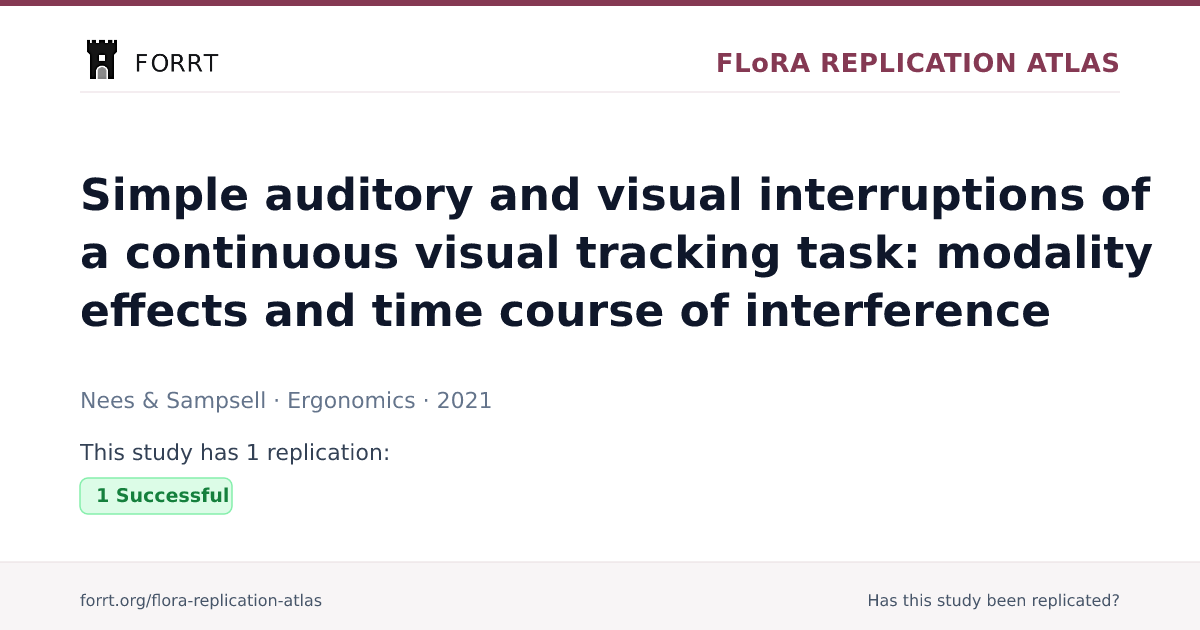 FORRT
FLoRA REPLICATION ATLAS
Simple auditory and visual interruptions of
a continuous visual tracking task: modality
effects and time course of interference
Nees & Sampsell · Ergonomics · 2021
This study has 1 replication:
1 Successful
forrt.org/flora-replication-atlas
Has this study been replicated?